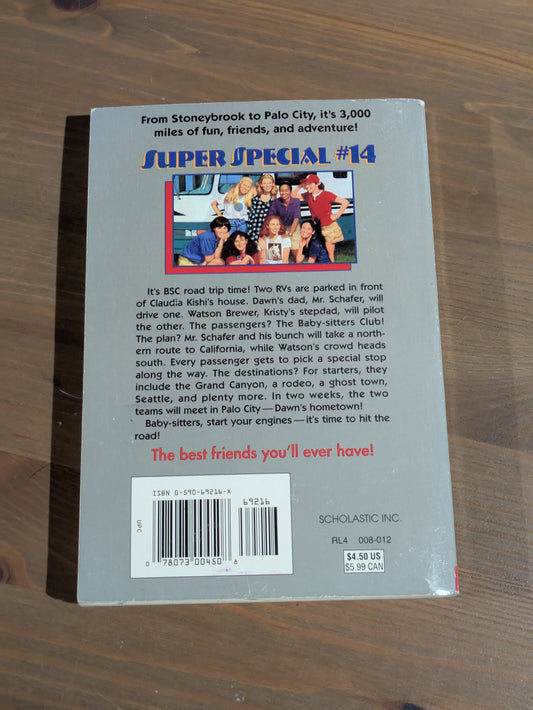 From Stoneybrook to Palo City, it's 3,000
miles of fun, friends, and adventure!
SUPER SPECIAL #14
It's BSC road trip time! Two RVs are parked in front
of Claudia Kishi's house. Dawn's dad, Mr. Schafer, will
drive one. Watson Brewer, Kristy's stepdad, will pilot
the other. The passengers? The Baby-sitters Club!
The plan? Mr. Schafer and his bunch will take a north-
ern route to California, while Watson's crowd heads
south. Every passenger gets to pick a special stop
along the way. The destinations? For starters, they
include the Grand Canyon, a rodeo, a ghost town,
Seattle, and plenty more. In two weeks, the two
teams will meet in Palo City — Dawn's hometown!
Baby-sitters, start your engines — it's time to hit the
road!
The best friends you'll ever have!
ISBN 0-590-69216-X
69216
UPC
0 78073 00450 8
SCHOLASTIC INC.
RL4 008-012
$4.50 US
$5.99 CAN